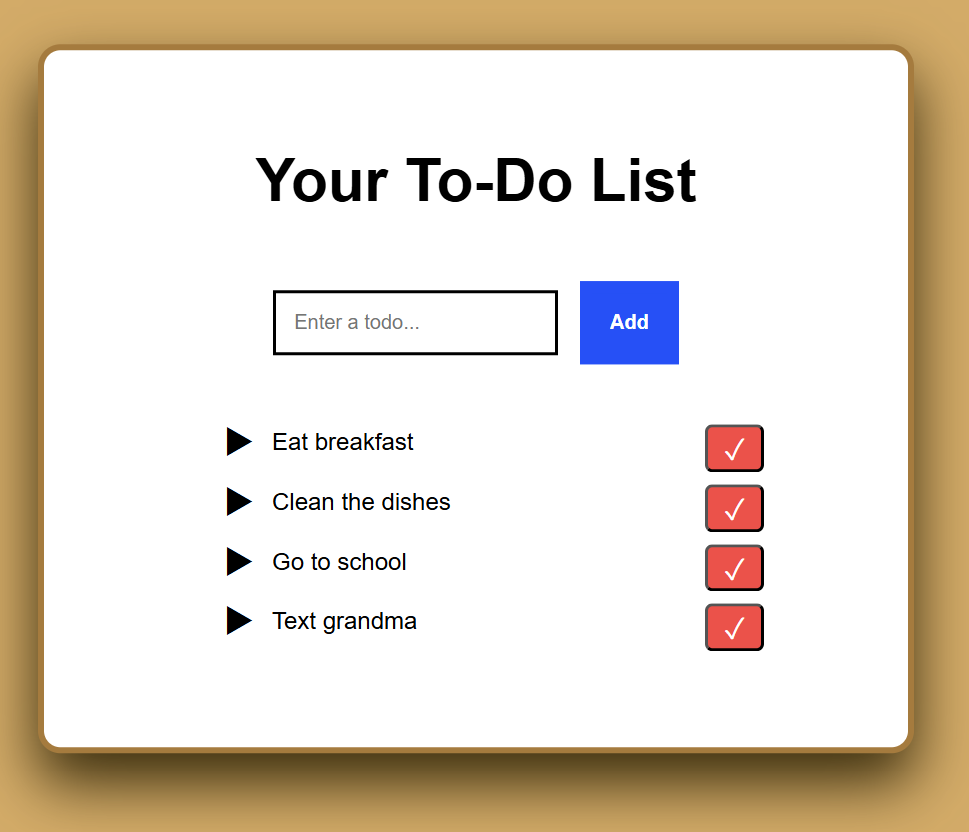 Your To-Do List
Enter a todo...
Add
Eat breakfast
Clean the dishes
Go to school
Text grandma